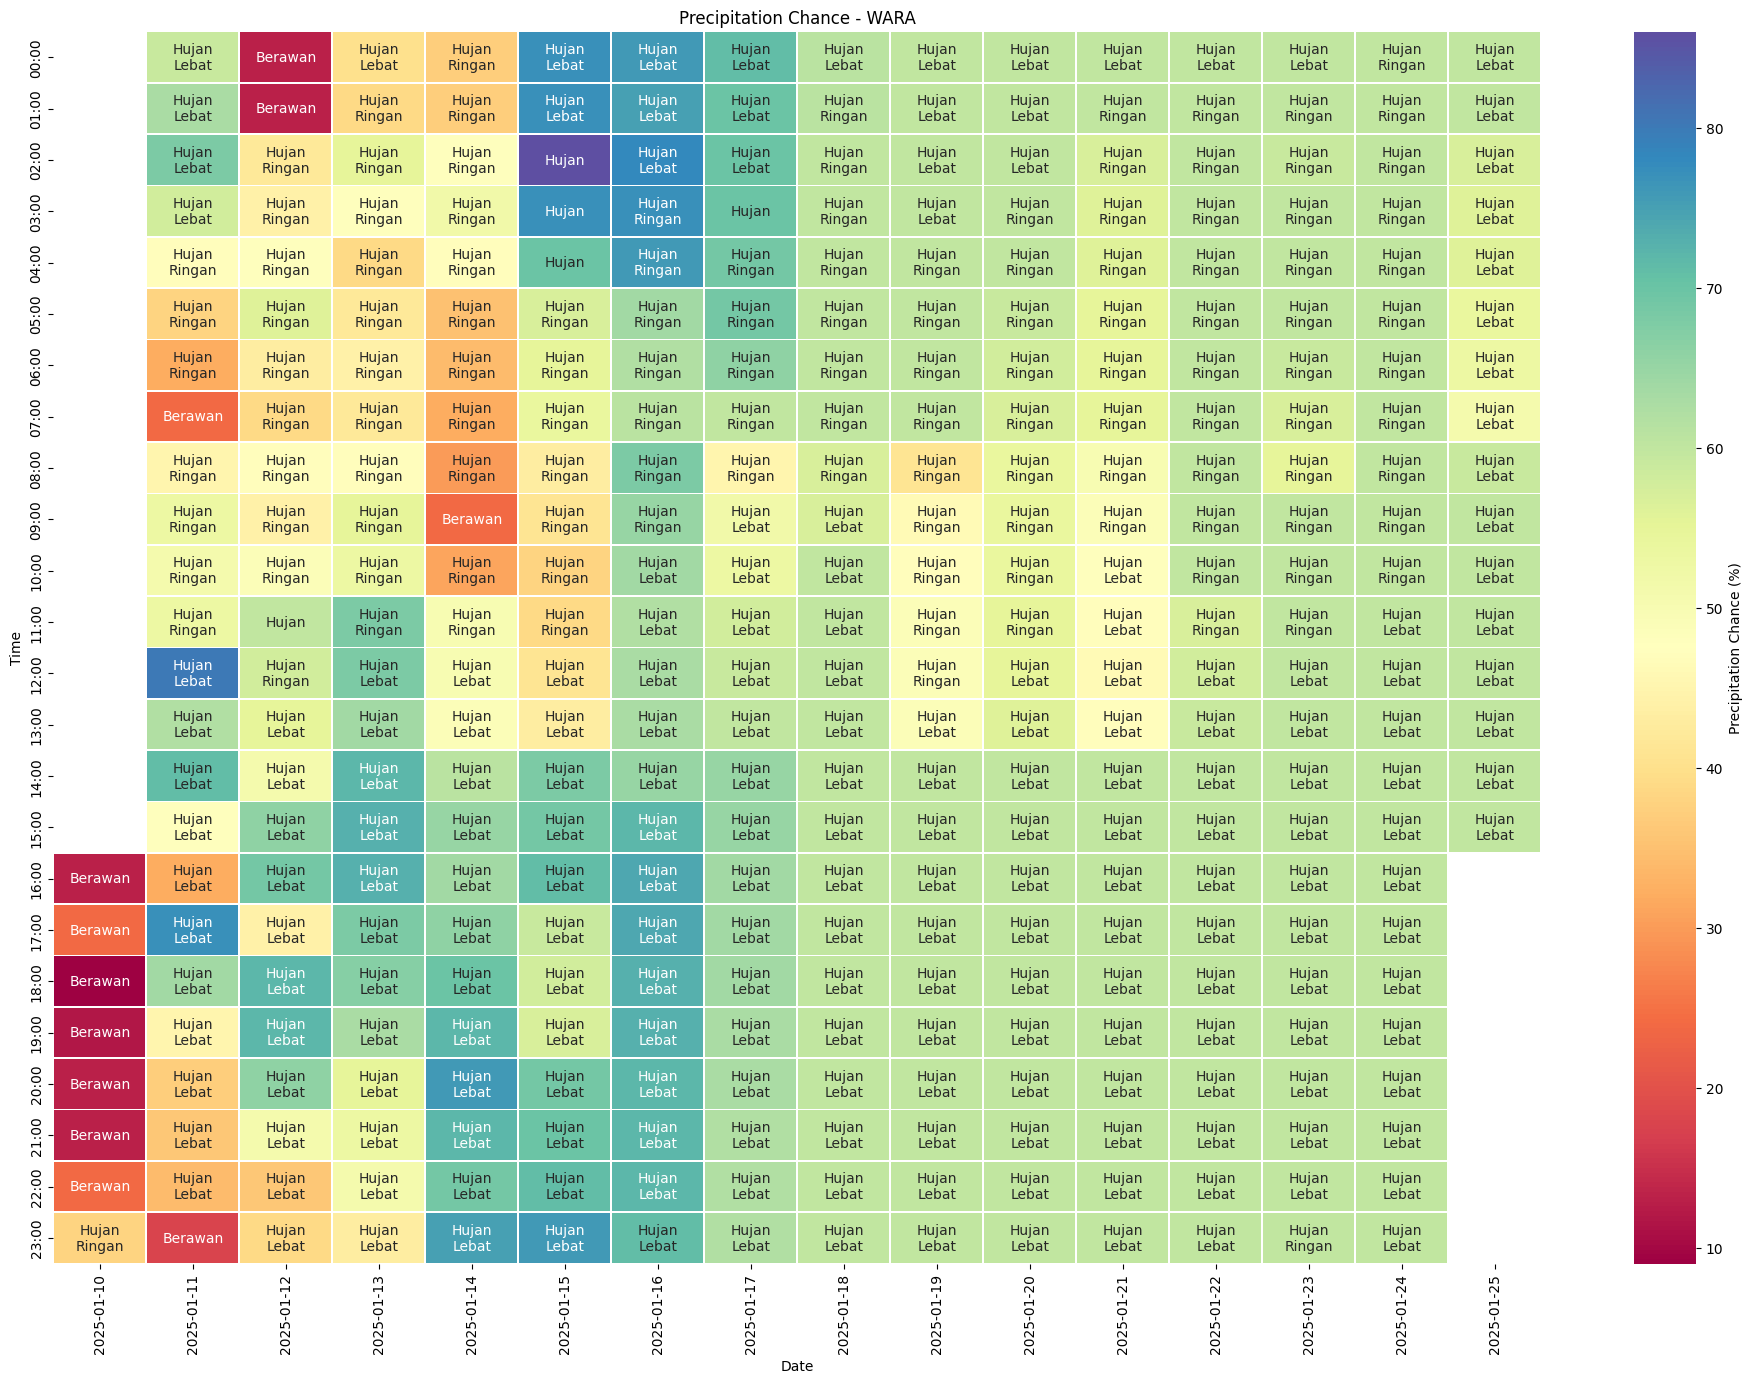 Precipitation Chance - WARA
00:00 Hujan Lebat Berawan Hujan Lebat Hujan Ringan Hujan Lebat Hujan Lebat Hujan Lebat Hujan Lebat Hujan Lebat Hujan Lebat Hujan Lebat Hujan Lebat Hujan Lebat Hujan Ringan Hujan Lebat
01:00 Hujan Lebat Berawan Hujan Ringan Hujan Ringan Hujan Lebat Hujan Lebat Hujan Lebat Hujan Ringan Hujan Lebat Hujan Lebat Hujan Ringan Hujan Ringan Hujan Ringan Hujan Ringan Hujan Lebat
02:00 Hujan Lebat Hujan Ringan Hujan Ringan Hujan Ringan Hujan Hujan Lebat Hujan Lebat Hujan Ringan Hujan Lebat Hujan Lebat Hujan Ringan Hujan Ringan Hujan Ringan Hujan Ringan Hujan Lebat
03:00 Hujan Lebat Hujan Ringan Hujan Ringan Hujan Ringan Hujan Hujan Ringan Hujan Hujan Ringan Hujan Lebat Hujan Ringan Hujan Ringan Hujan Ringan Hujan Ringan Hujan Ringan Hujan Lebat
04:00 Hujan Ringan Hujan Ringan Hujan Ringan Hujan Ringan Hujan Hujan Ringan Hujan Ringan Hujan Ringan Hujan Ringan Hujan Ringan Hujan Ringan Hujan Ringan Hujan Ringan Hujan Ringan Hujan Lebat
05:00 Hujan Ringan Hujan Ringan Hujan Ringan Hujan Ringan Hujan Ringan Hujan Ringan Hujan Ringan Hujan Ringan Hujan Ringan Hujan Ringan Hujan Ringan Hujan Ringan Hujan Ringan Hujan Ringan Hujan Lebat
06:00 Hujan Ringan Hujan Ringan Hujan Ringan Hujan Ringan Hujan Ringan Hujan Ringan Hujan Ringan Hujan Ringan Hujan Ringan Hujan Ringan Hujan Ringan Hujan Ringan Hujan Ringan Hujan Ringan Hujan Lebat
07:00 Berawan Hujan Ringan Hujan Ringan Hujan Ringan Hujan Ringan Hujan Ringan Hujan Ringan Hujan Ringan Hujan Ringan Hujan Ringan Hujan Ringan Hujan Ringan Hujan Ringan Hujan Ringan Hujan Lebat
08:00 Hujan Ringan Hujan Ringan Hujan Ringan Hujan Ringan Hujan Ringan Hujan Ringan Hujan Ringan Hujan Ringan Hujan Ringan Hujan Ringan Hujan Ringan Hujan Ringan Hujan Ringan Hujan Ringan Hujan Lebat
09:00 Hujan Ringan Hujan Ringan Hujan Ringan Berawan Hujan Ringan Hujan Ringan Hujan Lebat Hujan Lebat Hujan Ringan Hujan Ringan Hujan Ringan Hujan Ringan Hujan Ringan Hujan Ringan Hujan Lebat
10:00 Hujan Ringan Hujan Ringan Hujan Ringan Hujan Ringan Hujan Ringan Hujan Lebat Hujan Lebat Hujan Lebat Hujan Ringan Hujan Ringan Hujan Lebat Hujan Ringan Hujan Ringan Hujan Ringan Hujan Lebat
11:00 Hujan Ringan Hujan Hujan Ringan Hujan Ringan Hujan Ringan Hujan Lebat Hujan Lebat Hujan Lebat Hujan Ringan Hujan Ringan Hujan Lebat Hujan Ringan Hujan Ringan Hujan Lebat Hujan Lebat
12:00 Hujan Lebat Hujan Ringan Hujan Lebat Hujan Lebat Hujan Lebat Hujan Lebat Hujan Lebat Hujan Lebat Hujan Ringan Hujan Lebat Hujan Lebat Hujan Lebat Hujan Lebat Hujan Lebat Hujan Lebat
13:00 Hujan Lebat Hujan Lebat Hujan Lebat Hujan Lebat Hujan Lebat Hujan Lebat Hujan Lebat Hujan Lebat Hujan Lebat Hujan Lebat Hujan Lebat Hujan Lebat Hujan Lebat Hujan Lebat Hujan Lebat
14:00 Hujan Lebat Hujan Lebat Hujan Lebat Hujan Lebat Hujan Lebat Hujan Lebat Hujan Lebat Hujan Lebat Hujan Lebat Hujan Lebat Hujan Lebat Hujan Lebat Hujan Lebat Hujan Lebat Hujan Lebat
15:00 Hujan Lebat Hujan Lebat Hujan Lebat Hujan Lebat Hujan Lebat Hujan Lebat Hujan Lebat Hujan Lebat Hujan Lebat Hujan Lebat Hujan Lebat Hujan Lebat Hujan Lebat Hujan Lebat Hujan Lebat
16:00 Berawan Hujan Lebat Hujan Lebat Hujan Lebat Hujan Lebat Hujan Lebat Hujan Lebat Hujan Lebat Hujan Lebat Hujan Lebat Hujan Lebat Hujan Lebat Hujan Lebat Hujan Lebat Hujan Lebat
17:00 Berawan Hujan Lebat Hujan Lebat Hujan Lebat Hujan Lebat Hujan Lebat Hujan Lebat Hujan Lebat Hujan Lebat Hujan Lebat Hujan Lebat Hujan Lebat Hujan Lebat Hujan Lebat Hujan Lebat
18:00 Berawan Hujan Lebat Hujan Lebat Hujan Lebat Hujan Lebat Hujan Lebat Hujan Lebat Hujan Lebat Hujan Lebat Hujan Lebat Hujan Lebat Hujan Lebat Hujan Lebat Hujan Lebat Hujan Lebat
19:00 Berawan Hujan Lebat Hujan Lebat Hujan Lebat Hujan Lebat Hujan Lebat Hujan Lebat Hujan Lebat Hujan Lebat Hujan Lebat Hujan Lebat Hujan Lebat Hujan Lebat Hujan Lebat Hujan Lebat
20:00 Berawan Hujan Lebat Hujan Lebat Hujan Lebat Hujan Lebat Hujan Lebat Hujan Lebat Hujan Lebat Hujan Lebat Hujan Lebat Hujan Lebat Hujan Lebat Hujan Lebat Hujan Lebat Hujan Lebat
21:00 Berawan Hujan Lebat Hujan Lebat Hujan Lebat Hujan Lebat Hujan Lebat Hujan Lebat Hujan Lebat Hujan Lebat Hujan Lebat Hujan Lebat Hujan Lebat Hujan Lebat Hujan Lebat Hujan Lebat
22:00 Berawan Hujan Lebat Hujan Lebat Hujan Lebat Hujan Lebat Hujan Lebat Hujan Lebat Hujan Lebat Hujan Lebat Hujan Lebat Hujan Lebat Hujan Lebat Hujan Lebat Hujan Lebat Hujan Lebat
23:00 Hujan Ringan Berawan Hujan Lebat Hujan Lebat Hujan Lebat Hujan Lebat Hujan Lebat Hujan Lebat Hujan Lebat Hujan Lebat Hujan Lebat Hujan Lebat Hujan Lebat Hujan Ringan Hujan Lebat
Time
2025-01-10 2025-01-11 2025-01-12 2025-01-13 2025-01-14 2025-01-15 2025-01-16 2025-01-17 2025-01-18 2025-01-19 2025-01-20 2025-01-21 2025-01-22 2025-01-23 2025-01-24 2025-01-25
Date
80
70
60
50
40
30
20
10
Precipitation Chance (%)